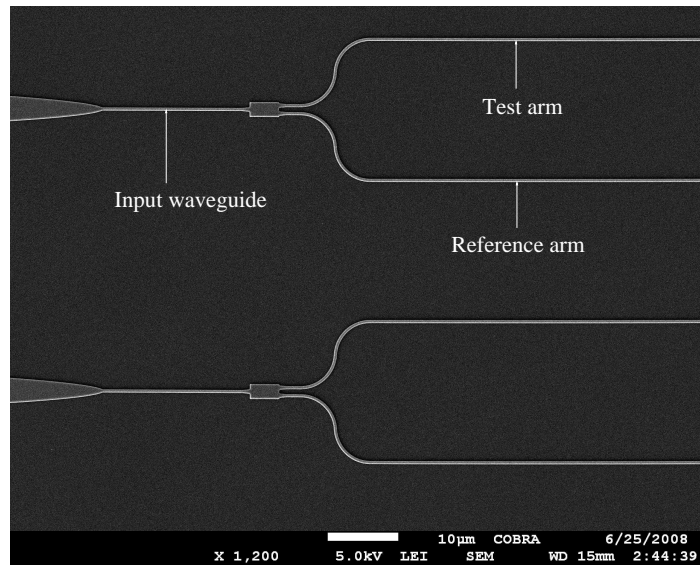 Test arm
Input waveguide
Reference arm
10μm COBRA 6/25/2008
X 1,200 5.0kV LEI SEM WD 15mm 2:44:39